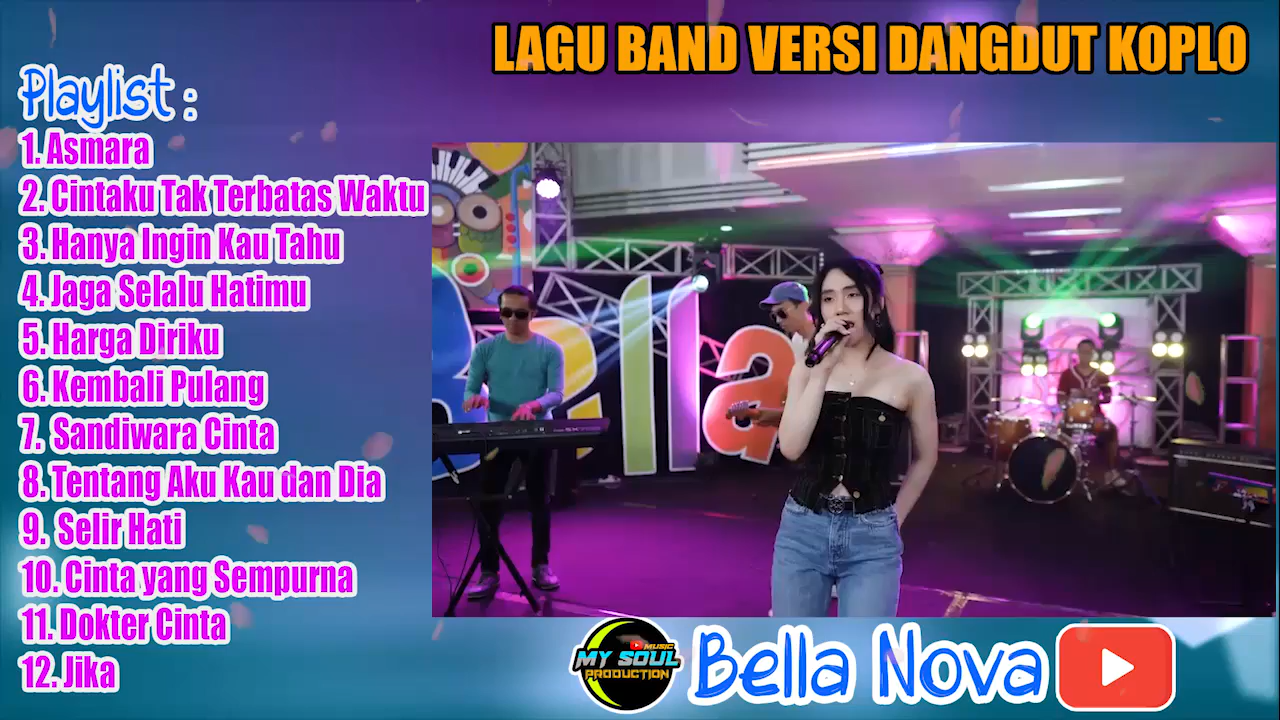 LAGU BAND VERSI DANGDUT KOPLO
Playlist :
1. Asmara
2. Cintaku Tak Terbatas Waktu
3. Hanya Ingin Kau Tahu
4. Jaga Selalu Hatimu
5. Harga Diriku
6. Kembali Pulang
7. Sandiwara Cinta
8. Tentang Aku Kau dan Dia
9. Selir Hati
10. Cinta yang Sempurna
11. Dokter Cinta
12. Jika
Bella
MUSIC
MY SOUL
PRODUCTION
Bella Nova